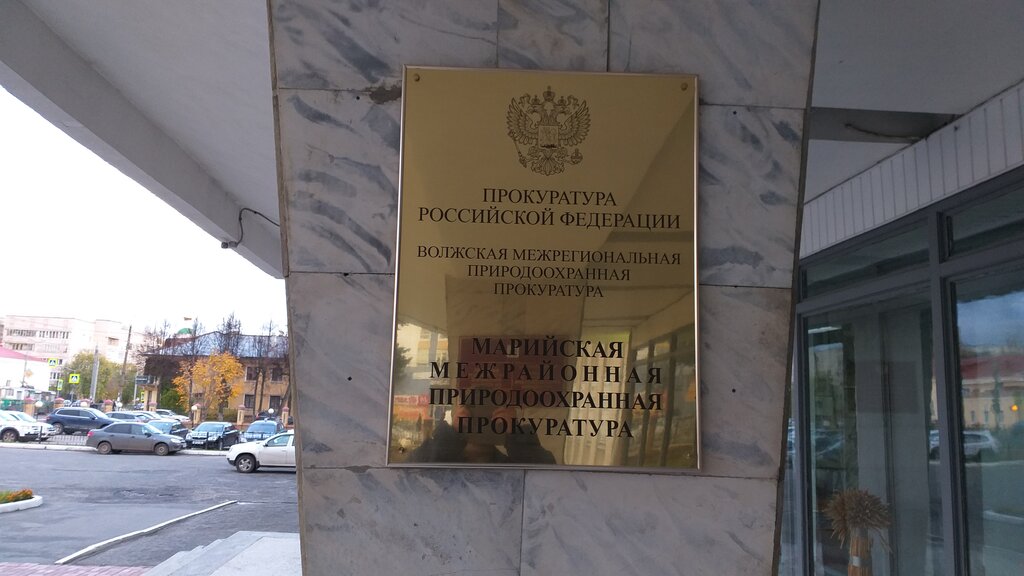 ПРОКУРАТУРА
РОССИЙСКОЙ ФЕДЕРАЦИИ
ВОЛЖСКАЯ МЕЖРЕГИОНАЛЬНАЯ
ПРИРОДООХРАННАЯ
ПРОКУРАТУРА
МАРИЙСКАЯ
МЕЖРАЙОННАЯ
ПРИРОДООХРАННАЯ
ПРОКУРАТУРА